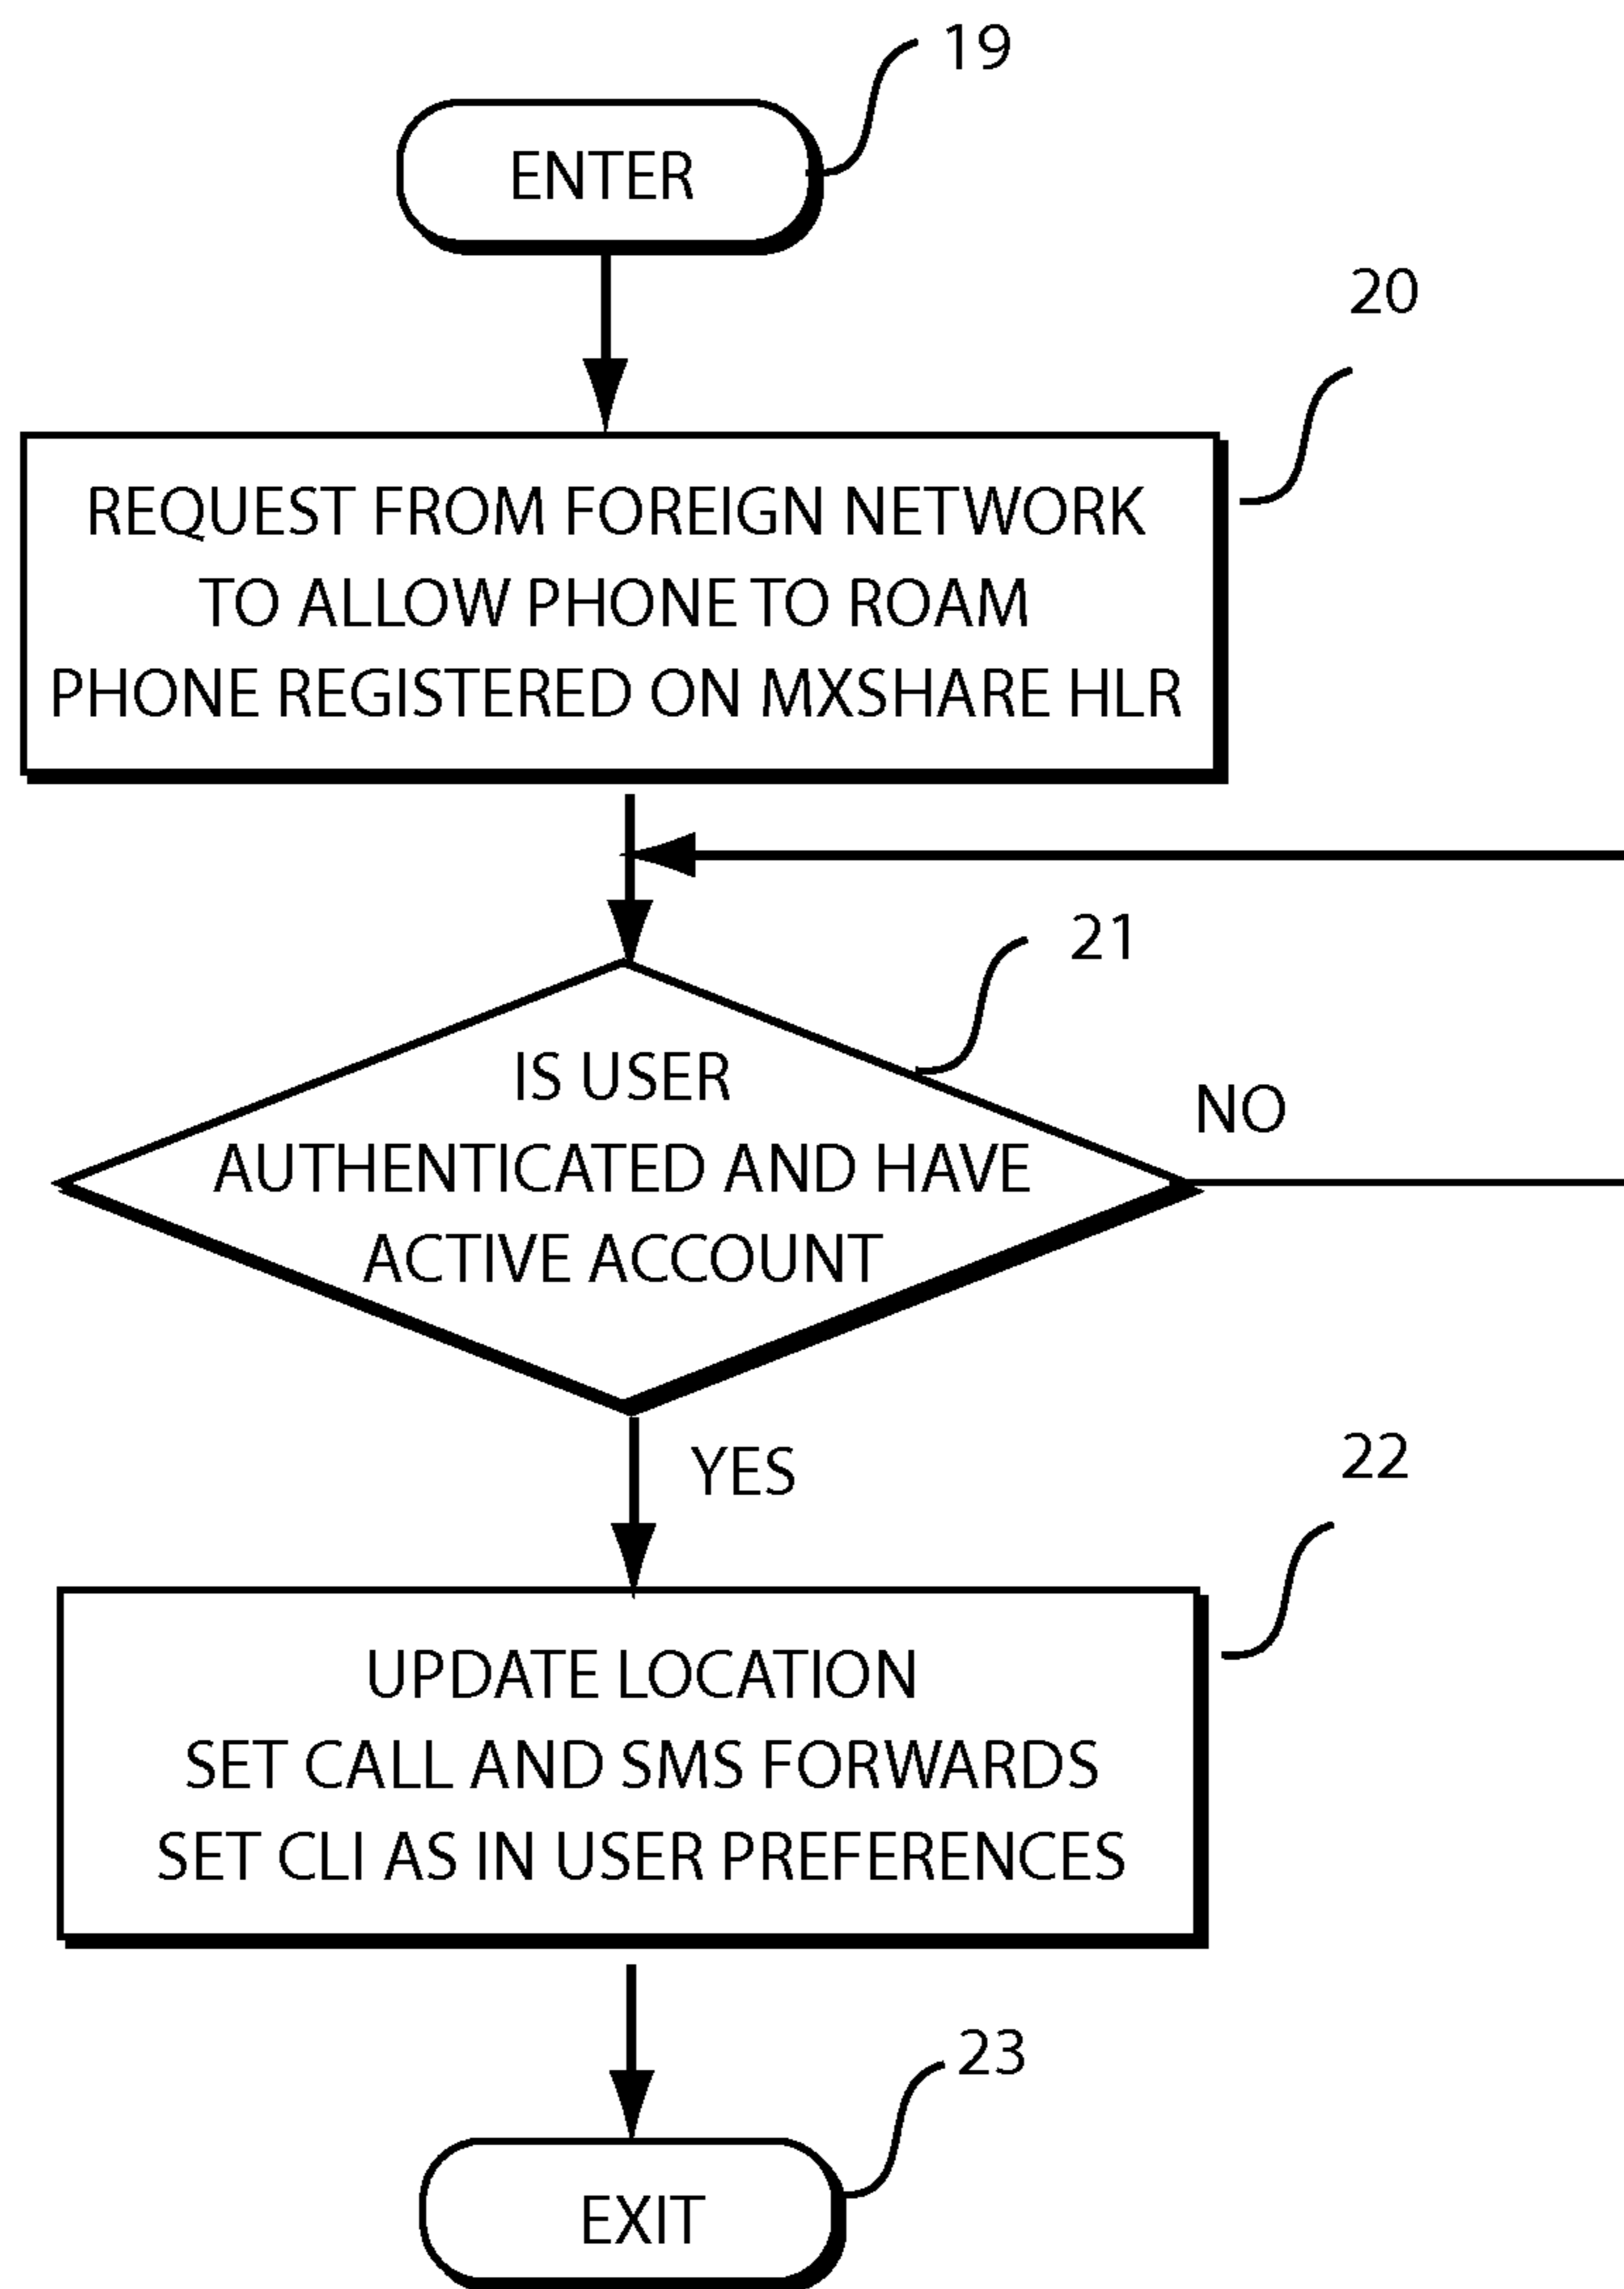 19
ENTER
20
REQUEST FROM FOREIGN NETWORK
TO ALLOW PHONE TO ROAM
PHONE REGISTERED ON MXSHARE HLR
21
IS USER
AUTHENTICATED AND HAVE
ACTIVE ACCOUNT
NO
YES
22
UPDATE LOCATION
SET CALL AND SMS FORWARDS
SET CLI AS IN USER PREFERENCES
23
EXIT